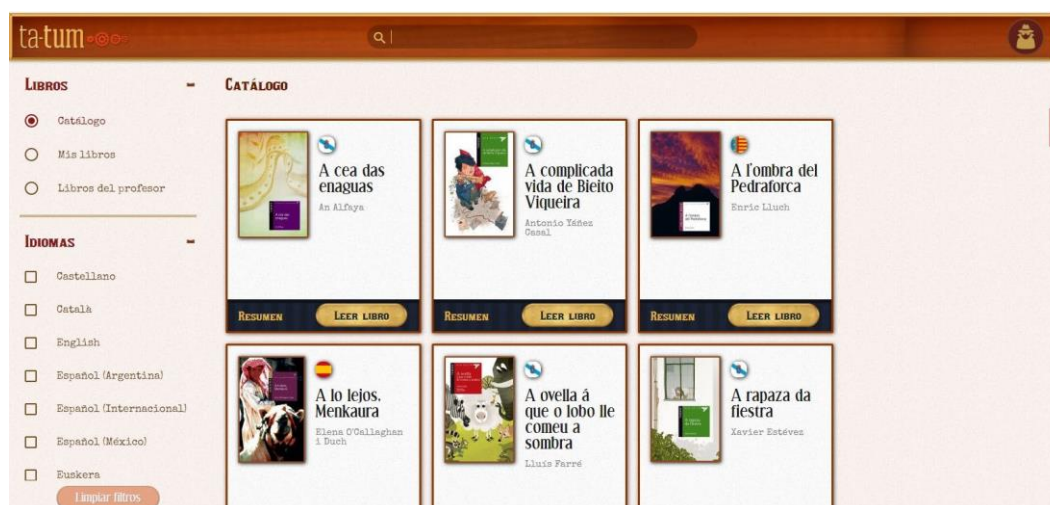 ta-tum
LIBROS
CATÁLOGO
Catálogo
Mis libros
Libros del profesor
IDIOMAS
Castellano
Català
English
Español (Argentina)
Español (Internacional)
Español (México)
Euskera
Limpiar filtros
A cea das
enaguas
An Alfaya
RESUMEN
LEER LIBRO
A complicada
vida de Bieito
Viqueira
Antonio Yáñez
Casal
RESUMEN
LEER LIBRO
A l'ombra del
Pedraforca
Enric Lluch
RESUMEN
LEER LIBRO
A lo lejos,
Menkaura
Elena O'Callaghan
i Duch
A ovella á
que o lobo lle
comeu a
sombra
Lluís Farré
A rapaza da
fiestra
Xavier Estévez